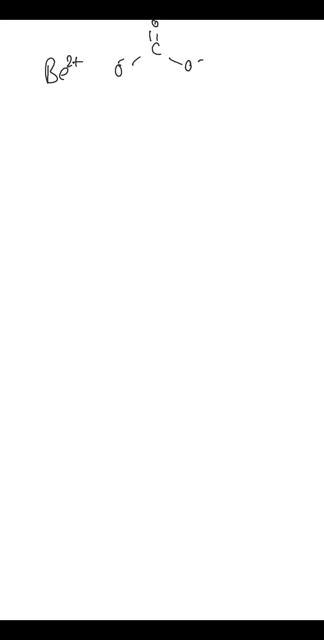 O
||
C
Be²⁺ O⁻ O⁻